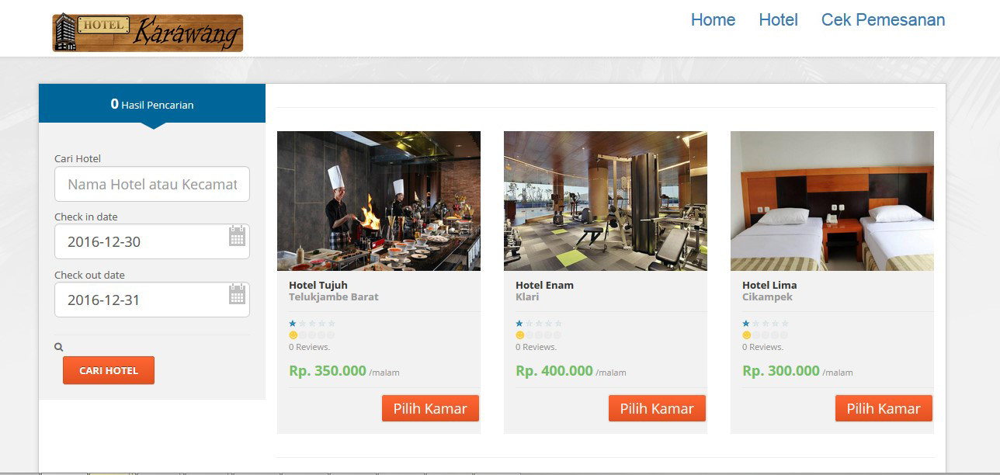 HOTEL Karawang
Home Hotel Cek Pemesanan
0 Hasil Pencarian
Cari Hotel
Nama Hotel atau Kecamat
Check in date
2016-12-30
Check out date
2016-12-31
CARI HOTEL
Hotel Tujuh
Telukjambe Barat
0 Reviews.
Rp. 350.000 /malam
Pilih Kamar
Hotel Enam
Klari
0 Reviews.
Rp. 400.000 /malam
Pilih Kamar
Hotel Lima
Cikampek
0 Reviews.
Rp. 300.000 /malam
Pilih Kamar